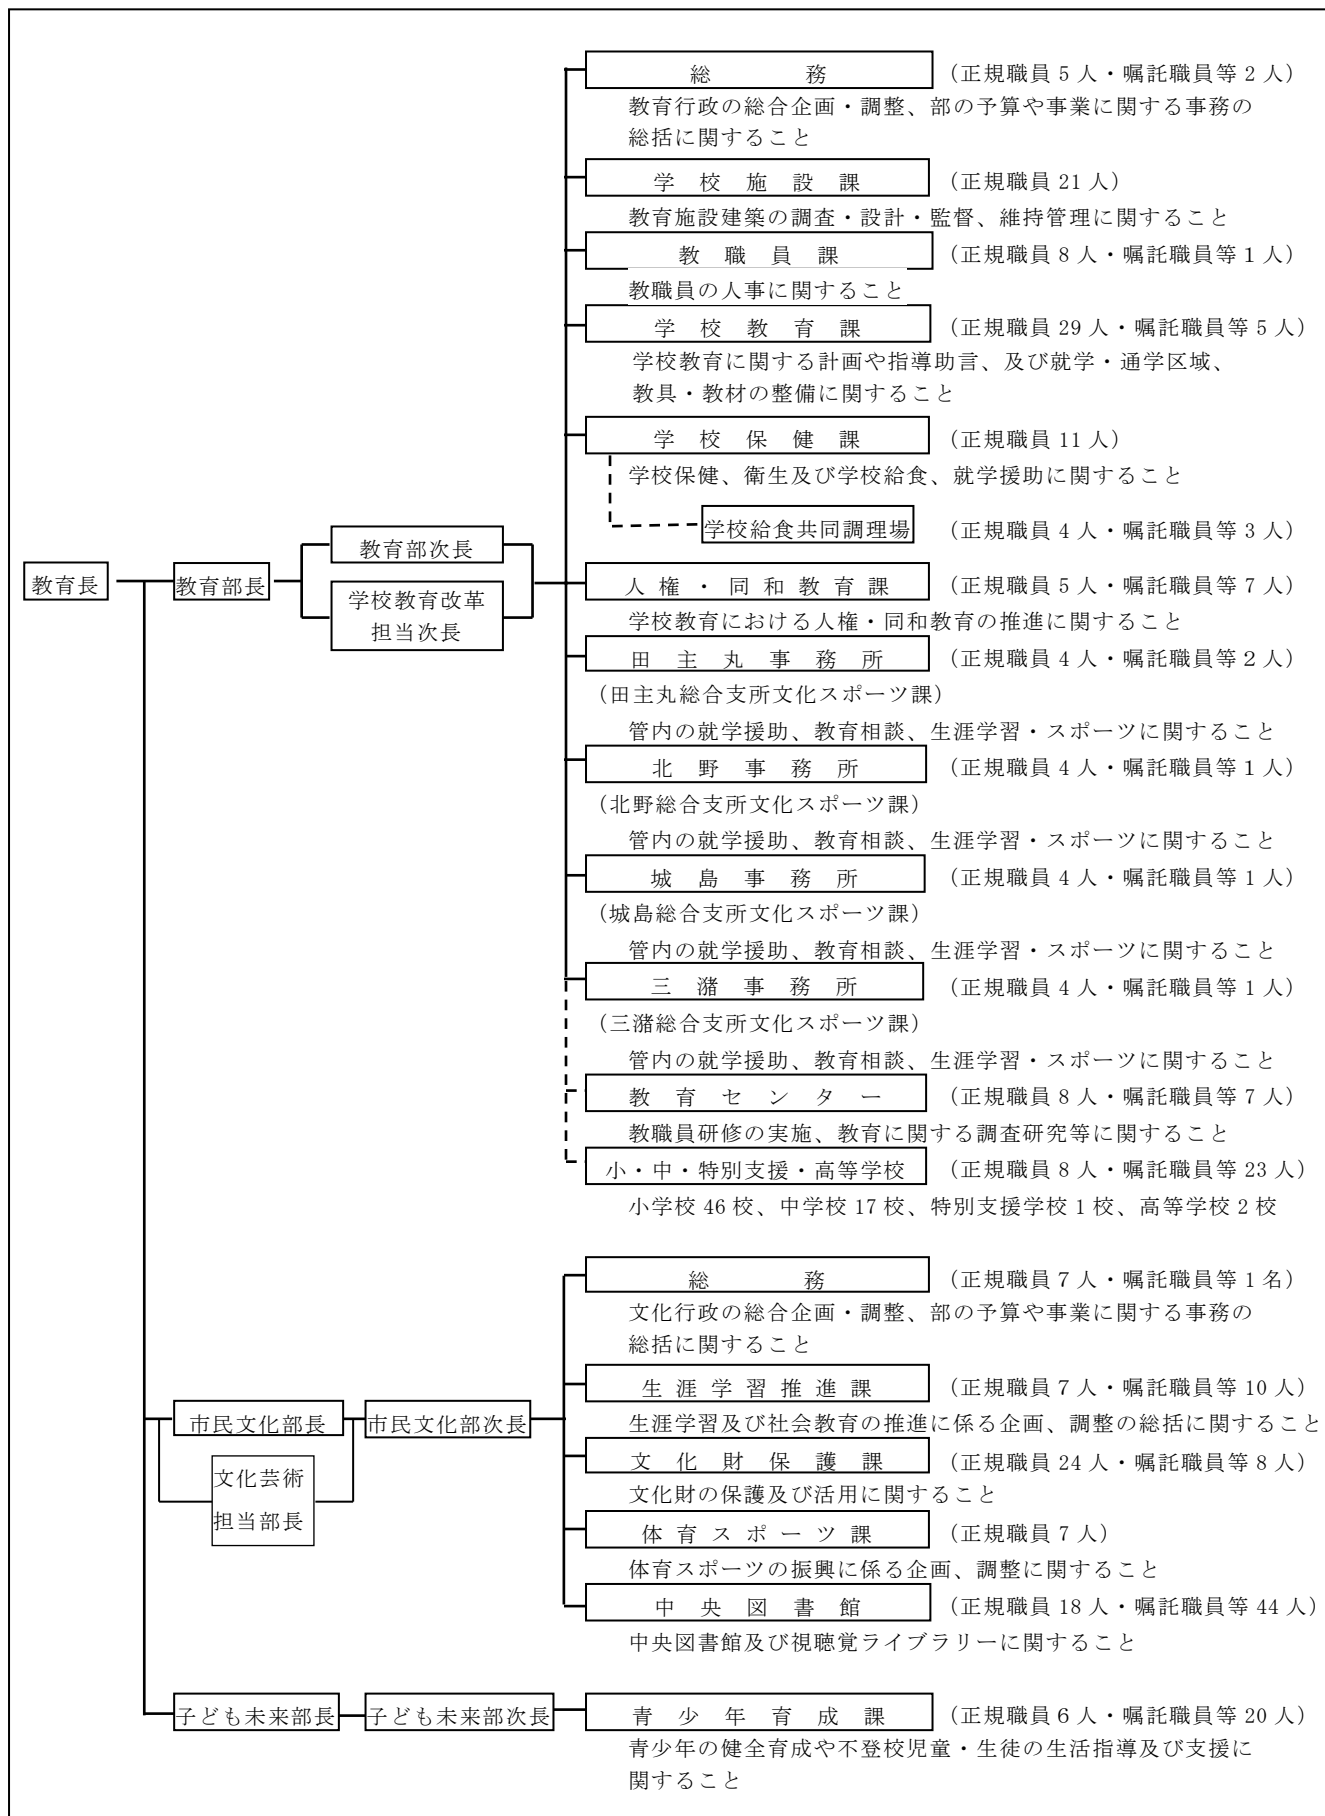 総務 （正規職員 5 人・嘱託職員等 2 人）
教育行政の総合企画・調整、部の予算や事業に関する事務の
総括に関すること
学校施設課 （正規職員 21 人）
教育施設建築の調査・設計・監督、維持管理に関すること
教職員課 （正規職員 8 人・嘱託職員等 1 人）
教職員の人事に関すること
学校教育課 （正規職員 29 人・嘱託職員等 5 人）
学校教育に関する計画や指導助言、及び就学・通学区域、
教具・教材の整備に関すること
学校保健課 （正規職員 11 人）
学校保健、衛生及び学校給食、就学援助に関すること
学校給食共同調理場 （正規職員 4 人・嘱託職員等 3 人）
教育長
教育部長
教育部次長
学校教育改革
担当次長
人権・同和教育課 （正規職員 5 人・嘱託職員等 7 人）
学校教育における人権・同和教育の推進に関すること
田主丸事務所 （正規職員 4 人・嘱託職員等 2 人）
（田主丸総合支所文化スポーツ課）
管内の就学援助、教育相談、生涯学習・スポーツに関すること
北野事務所 （正規職員 4 人・嘱託職員等 1 人）
（北野総合支所文化スポーツ課）
管内の就学援助、教育相談、生涯学習・スポーツに関すること
城島事務所 （正規職員 4 人・嘱託職員等 1 人）
（城島総合支所文化スポーツ課）
管内の就学援助、教育相談、生涯学習・スポーツに関すること
三潴事務所 （正規職員 4 人・嘱託職員等 1 人）
（三潴総合支所文化スポーツ課）
管内の就学援助、教育相談、生涯学習・スポーツに関すること
教育センター （正規職員 8 人・嘱託職員等 7 人）
教職員研修の実施、教育に関する調査研究等に関すること
小・中・特別支援・高等学校 （正規職員 8 人・嘱託職員等 23 人）
小学校 46 校、中学校 17 校、特別支援学校 1 校、高等学校 2 校
総務 （正規職員 7 人・嘱託職員等 1 名）
文化行政の総合企画・調整、部の予算や事業に関する事務の
総括に関すること
生涯学習推進課 （正規職員 7 人・嘱託職員等 10 人）
市民文化部長
市民文化部次長
生涯学習及び社会教育の推進に係る企画、調整の総括に関すること
文化財保護課 （正規職員 24 人・嘱託職員等 8 人）
文化芸術
担当部長
文化財の保護及び活用に関すること
体育スポーツ課 （正規職員 7 人）
体育スポーツの振興に係る企画、調整に関すること
中央図書館 （正規職員 18 人・嘱託職員等 44 人）
中央図書館及び視聴覚ライブラリーに関すること
子ども未来部長
子ども未来部次長
青少年育成課 （正規職員 6 人・嘱託職員等 20 人）
青少年の健全育成や不登校児童・生徒の生活指導及び支援に
関すること